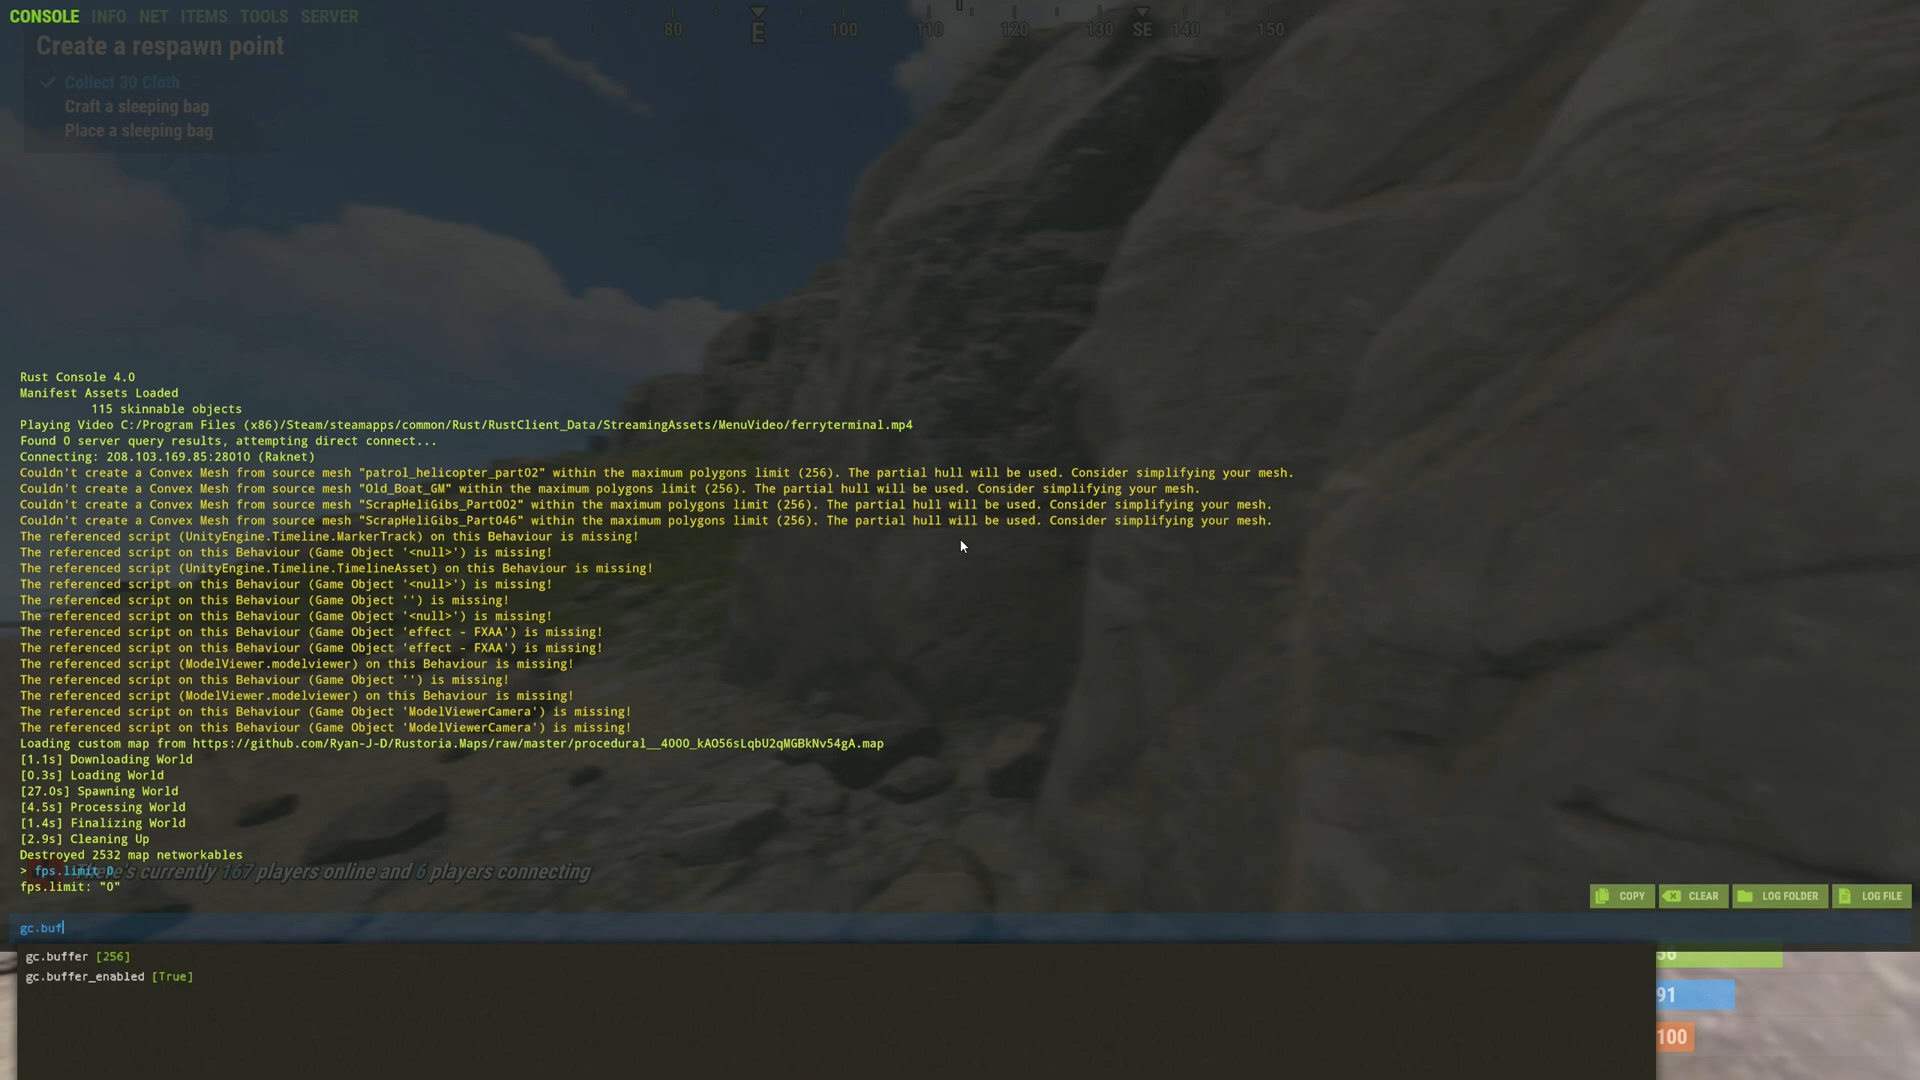 CONSOLE INFO NET ITEMS TOOLS SERVER
80 E 100 110 120 130 SE 140 150
Create a respawn point
Collect 30 Cloth
Craft a sleeping bag
Place a sleeping bag
Rust Console 4.0
Manifest Assets Loaded
115 skinnable objects
Playing Video C:/Program Files (x86)/Steam/steamapps/common/Rust/RustClient_Data/StreamingAssets/MenuVideo/ferryterminal.mp4
Found 0 server query results, attempting direct connect...
Connecting: 208.103.169.85:28010 (Raknet)
Couldn't create a Convex Mesh from source mesh "patrol_helicopter_part02" within the maximum polygons limit (256). The partial hull will be used. Consider simplifying your mesh.
Couldn't create a Convex Mesh from source mesh "Old_Boat_GM" within the maximum polygons limit (256). The partial hull will be used. Consider simplifying your mesh.
Couldn't create a Convex Mesh from source mesh "ScrapHeliGibs_Part002" within the maximum polygons limit (256). The partial hull will be used. Consider simplifying your mesh.
Couldn't create a Convex Mesh from source mesh "ScrapHeliGibs_Part046" within the maximum polygons limit (256). The partial hull will be used. Consider simplifying your mesh.
The referenced script (UnityEngine.Timeline.MarkerTrack) on this Behaviour is missing!
The referenced script on this Behaviour (Game Object '<null>') is missing!
The referenced script (UnityEngine.Timeline.TimelineAsset) on this Behaviour is missing!
The referenced script on this Behaviour (Game Object '<null>') is missing!
The referenced script on this Behaviour (Game Object '') is missing!
The referenced script on this Behaviour (Game Object '<null>') is missing!
The referenced script on this Behaviour (Game Object 'effect - FXAA') is missing!
The referenced script on this Behaviour (Game Object 'effect - FXAA') is missing!
The referenced script (ModelViewer.modelviewer) on this Behaviour is missing!
The referenced script on this Behaviour (Game Object '') is missing!
The referenced script (ModelViewer.modelviewer) on this Behaviour is missing!
The referenced script on this Behaviour (Game Object 'ModelViewerCamera') is missing!
The referenced script on this Behaviour (Game Object 'ModelViewerCamera') is missing!
Loading custom map from https://github.com/Ryan-J-D/Rustoria.Maps/raw/master/procedural__4000_kAO56sLqbU2qMGBkNv54gA.map
[1.1s] Downloading World
[0.3s] Loading World
[27.0s] Spawning World
[4.5s] Processing World
[1.4s] Finalizing World
[2.9s] Cleaning Up
Destroyed 2532 map networkables
> fps.limit 0
There's currently 167 players online and 6 players connecting
fps.limit: "0"
COPY CLEAR LOG FOLDER LOG FILE
gc.buf
gc.buffer [256]
gc.buffer_enabled [True]
56
91
100